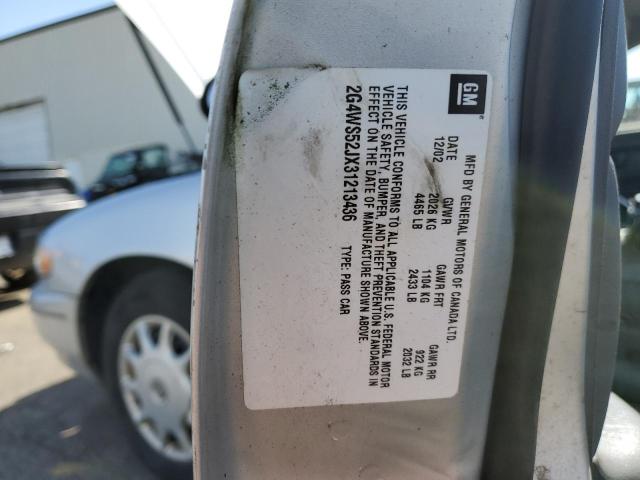 GM
MFD BY GENERAL MOTORS OF CANADA LTD.
DATE GVWR GAWR FRT GAWR RR
12/02 2026 KG 1104 KG 922 KG
4465 LB 2433 LB 2032 LB
THIS VEHICLE CONFORMS TO ALL APPLICABLE U.S. FEDERAL MOTOR
VEHICLE SAFETY, BUMPER, AND THEFT PREVENTION STANDARDS IN
EFFECT ON THE DATE OF MANUFACTURE SHOWN ABOVE.
2G4WS52JX31213436 TYPE: PASS CAR